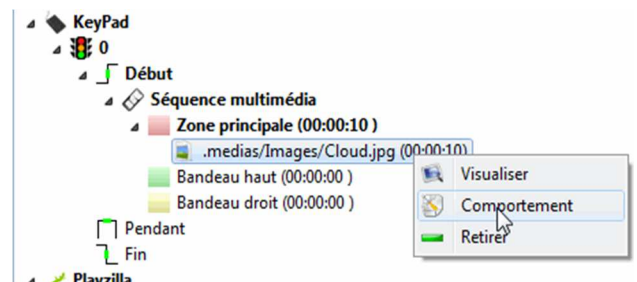 KeyPad
0
Début
Séquence multimédia
Zone principale (00:00:10 )
.medias/Images/Cloud.jpg (00:00:10)
Visualiser
Bandeau haut (00:00:00 )
Comportement
Bandeau droit (00:00:00 )
Retirer
Pendant
Fin
Playzilla